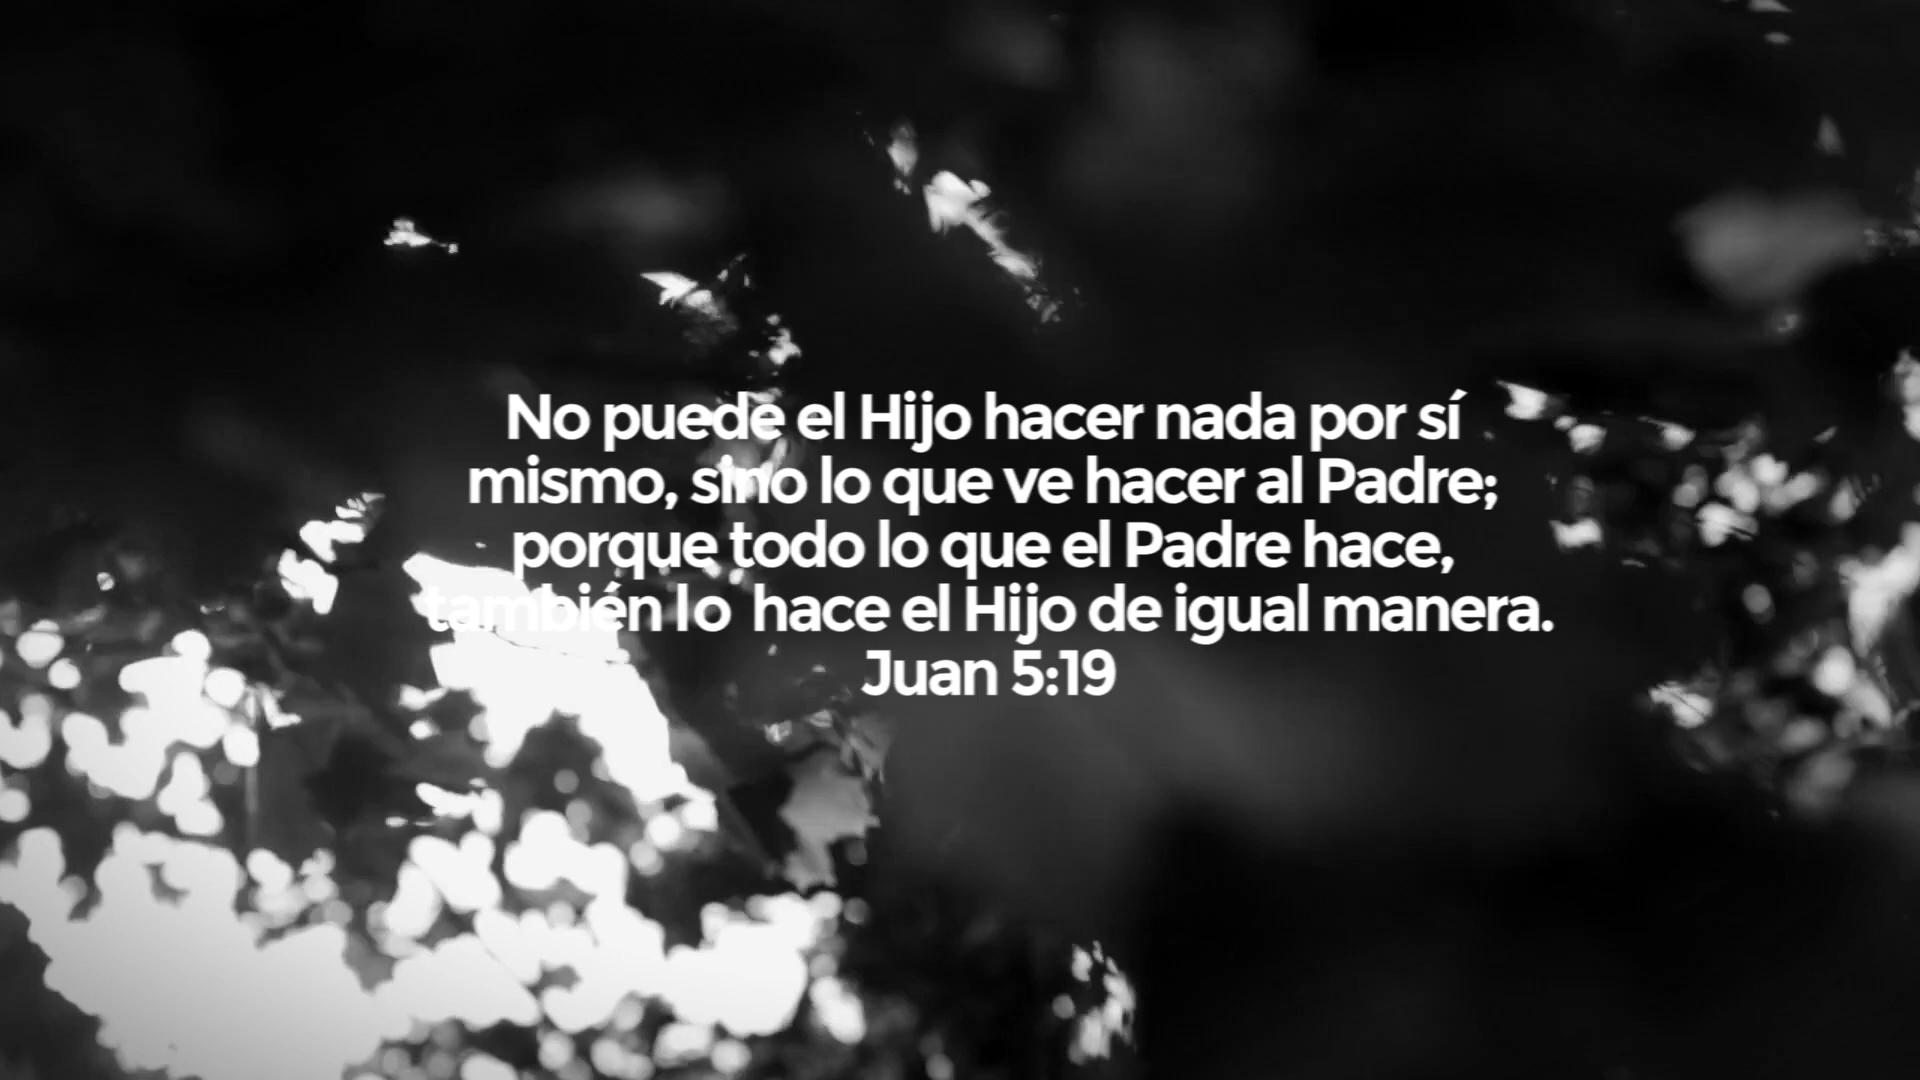 No puede el Hijo hacer nada por sí
mismo, sino lo que ve hacer al Padre;
porque todo lo que el Padre hace,
también lo hace el Hijo de igual manera.
Juan 5:19